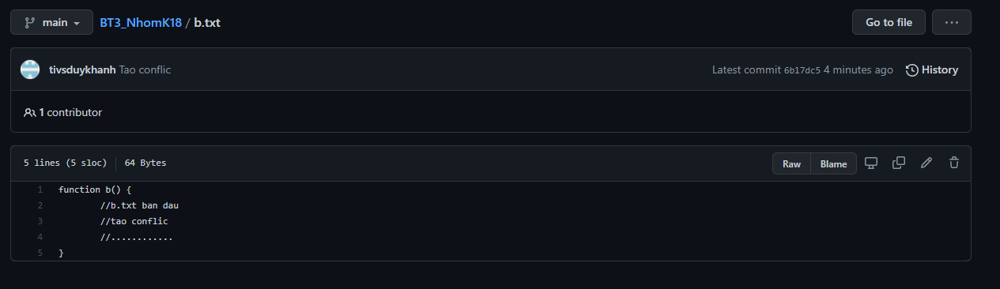 main
BT3_NhomK18 / b.txt
Go to file
...
tivsduykhanh Tao conflic
Latest commit 6b17dc5 4 minutes ago
History
1 contributor
5 lines (5 sloc) 64 Bytes
Raw
Blame
1 function b() {
2 //b.txt ban dau
3 //tao conflic
4 //............
5 }